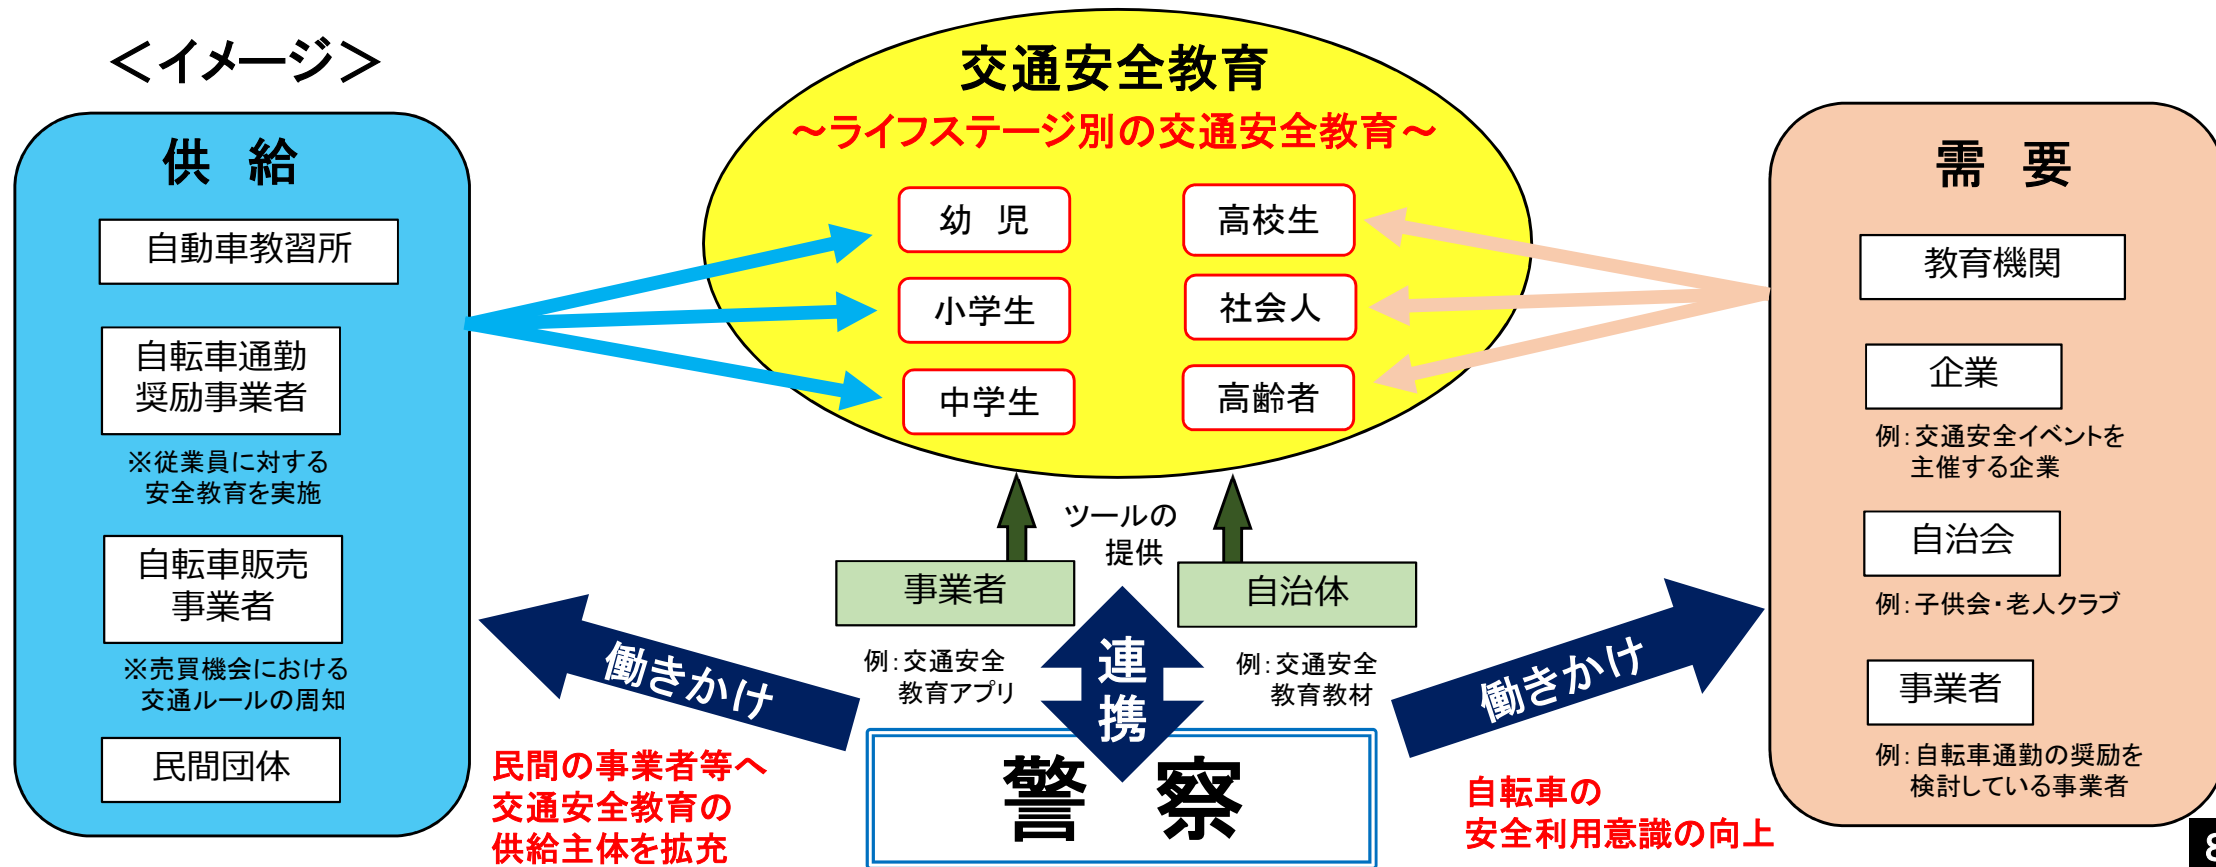 ＜イメージ＞
供 給
自動車教習所
自転車通勤
奨励事業者
※従業員に対する
安全教育を実施
自転車販売
事業者
※売買機会における
交通ルールの周知
民間団体
交通安全教育
～ライフステージ別の交通安全教育～
幼 児
小学生
中学生
高校生
社会人
高齢者
ツールの
提供
事業者
例：交通安全
教育アプリ
自治体
例：交通安全
教育教材
連
携
働きかけ
働きかけ
警 察
民間の事業者等へ
交通安全教育の
供給主体を拡充
自転車の
安全利用意識の向上
需 要
教育機関
企業
例：交通安全イベントを
主催する企業
自治会
例：子供会・老人クラブ
事業者
例：自転車通勤の奨励を
検討している事業者
8